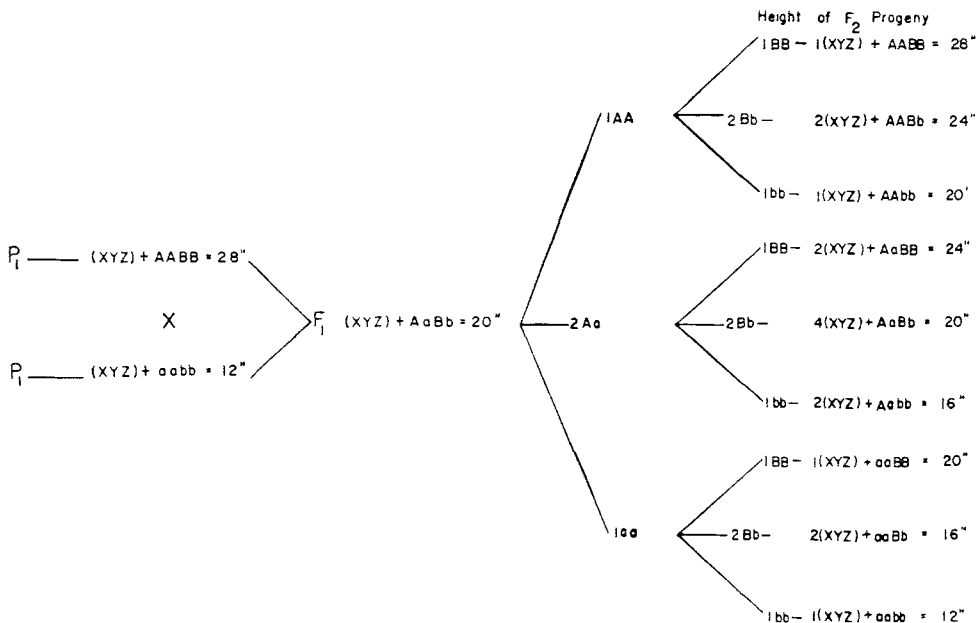 Height of F2 Progeny
1BB – 1(XYZ) + AABB = 28"
1AA
2Bb – 2(XYZ) + AABb = 24"
1bb – 1(XYZ) + AAbb = 20'
P1 (XYZ) + AABB = 28"
1BB – 2(XYZ) + AaBB = 24"
X
F1 (XYZ) + AaBb = 20"
2Aa
2Bb – 4(XYZ) + AaBb = 20"
P1 (XYZ) + aabb = 12"
1bb – 2(XYZ) + Aabb = 16"
1BB – 1(XYZ) + aaBB = 20"
1aa
2Bb – 2(XYZ) + aaBb = 16"
1bb – 1(XYZ) + aabb = 12"